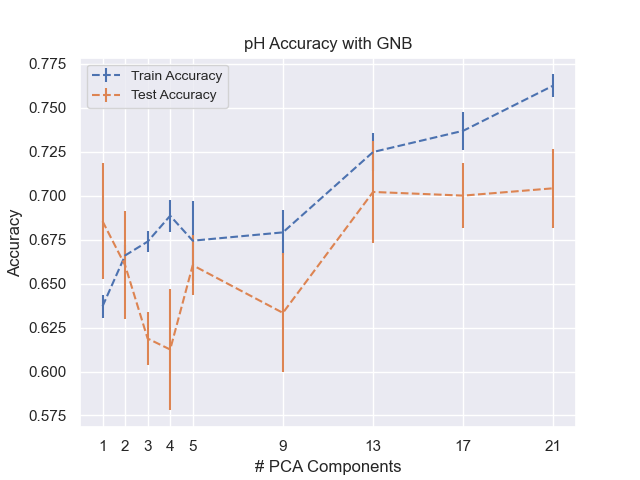 pH Accuracy with GNB
Train Accuracy
Test Accuracy
0.775
0.750
0.725
0.700
0.675
0.650
0.625
0.600
0.575
Accuracy
1 2 3 4 5 9 13 17 21
# PCA Components